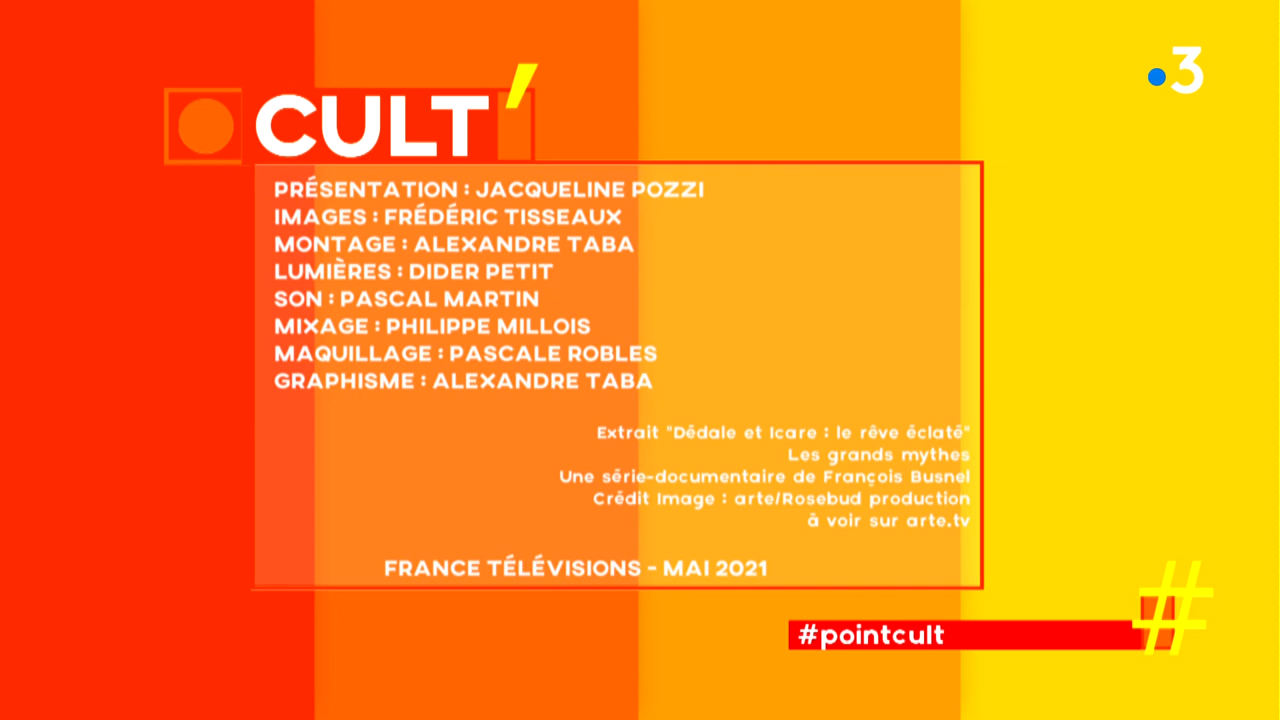 3
CULT'
PRÉSENTATION : JACQUELINE POZZI
IMAGES : FRÉDÉRIC TISSEAUX
MONTAGE : ALEXANDRE TABA
LUMIÈRES : DIDER PETIT
SON : PASCAL MARTIN
MIXAGE : PHILIPPE MILLOIS
MAQUILLAGE : PASCALE ROBLES
GRAPHISME : ALEXANDRE TABA
Extrait "Dédale et Icare : le rêve éclaté"
Les grands mythes
Une série-documentaire de François Busnel
Crédit Image : arte/Rosebud production
à voir sur arte.tv
FRANCE TÉLÉVISIONS - MAI 2021
#pointcult
#